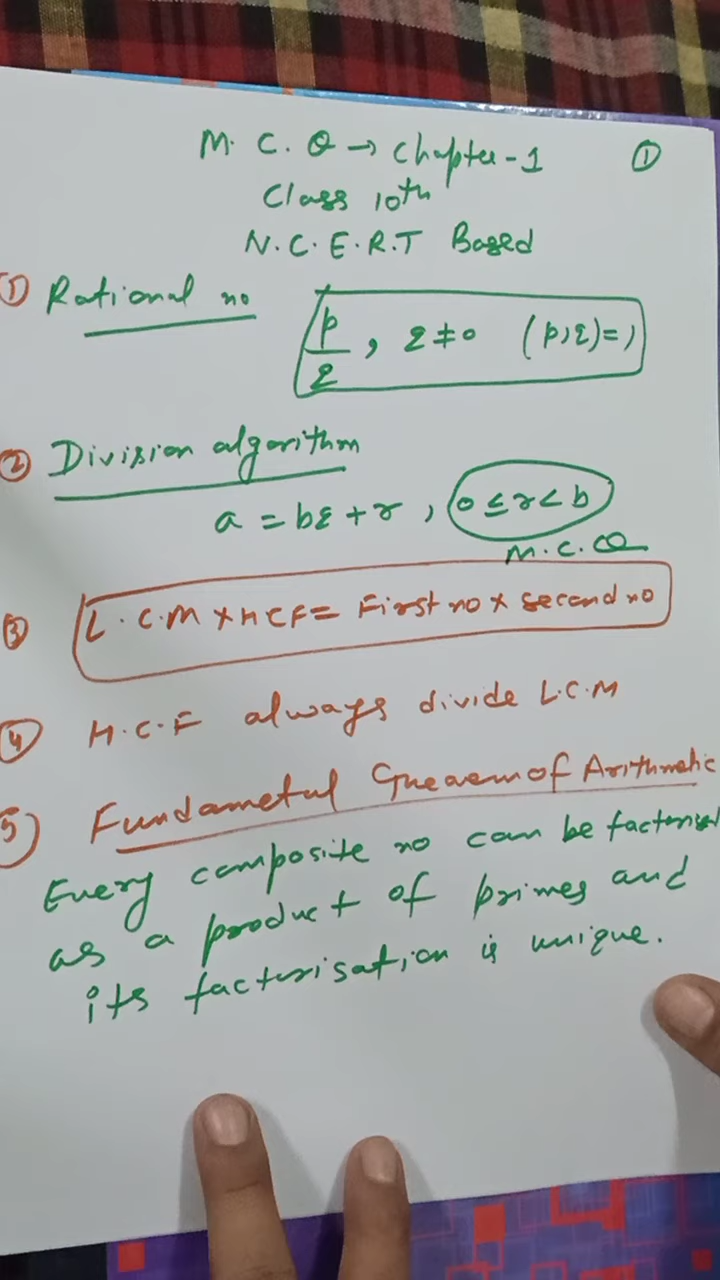 M. C. Q → Chapter-1 ①
Class 10th
N.C.E.R.T Based
① Rational no p/q, q≠0 (p,q)=1
② Division algorithm
a = bq + r, 0 ≤ r < b
M.C.Q
③ L.C.M × HCF = First no × second no
④ H.C.F always divide L.C.M
5) Fundametul Theorem of Arithmetic
Every composite no can be factorised
as a product of primes and
its factorisation is unique.